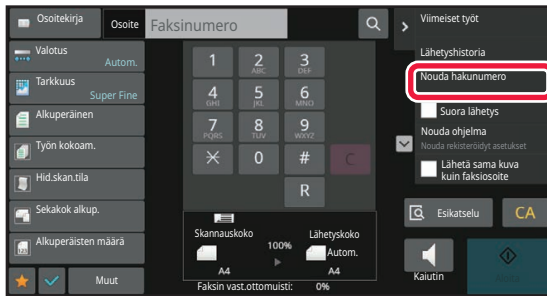 Osoitekirja
Osoite
Faksinumero
Valotus
Autom.
Tarkkuus
Super Fine
Alkuperäinen
Työn kokoam.
Hid.skan.tila
Sekakok alkup.
Alkuperäisten määrä
Muut
1
2
ABC
3
DEF
4
GHI
5
JKL
6
MNO
7
PQRS
8
TUV
9
WXYZ
0
#
C
R
Skannauskoko
100%
Lähetyskoko
Autom.
A4
A4
Faksin vast.ottomuisti: 0%
Viimeiset työt
Lähetyshistoria
Nouda hakunumero
Suora lähetys
Nouda ohjelma
Nouda rekisteröidyt asetukset
Lähetä sama kuva
kuin faksiosoite
Esikatselu
CA
Kaiutin